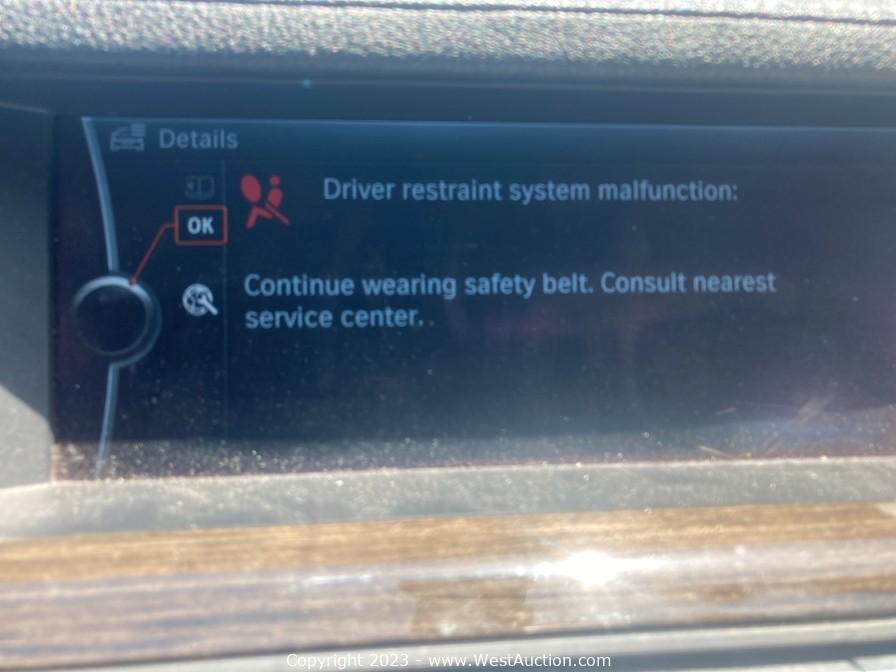 Details
Driver restraint system malfunction:
OK
Continue wearing safety belt. Consult nearest
service center.
Copyright 2023 - www.WestAuction.com